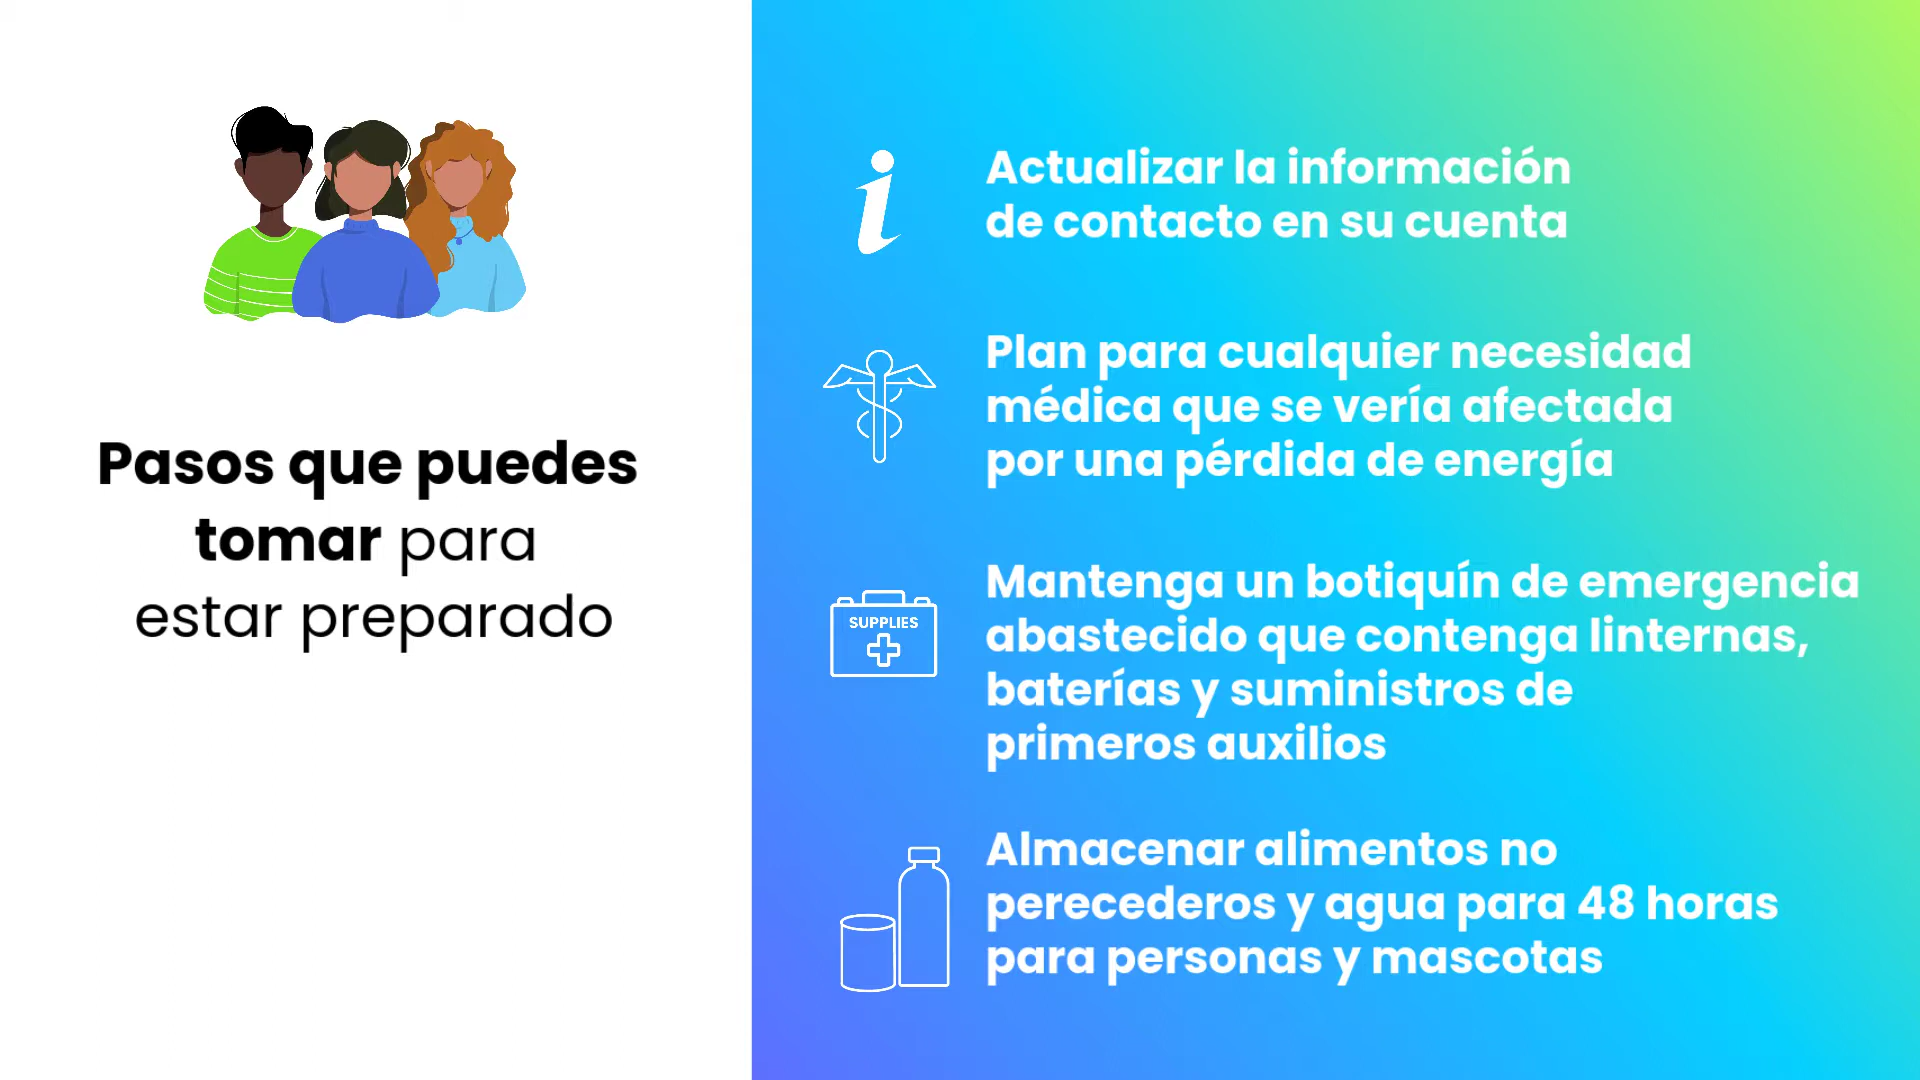 Pasos que puedes
tomar para
estar preparado
Actualizar la información
de contacto en su cuenta
Plan para cualquier necesidad
médica que se vería afectada
por una pérdida de energía
SUPPLIES
Mantenga un botiquín de emergencia
abastecido que contenga linternas,
baterías y suministros de
primeros auxilios
Almacenar alimentos no
perecederos y agua para 48 horas
para personas y mascotas